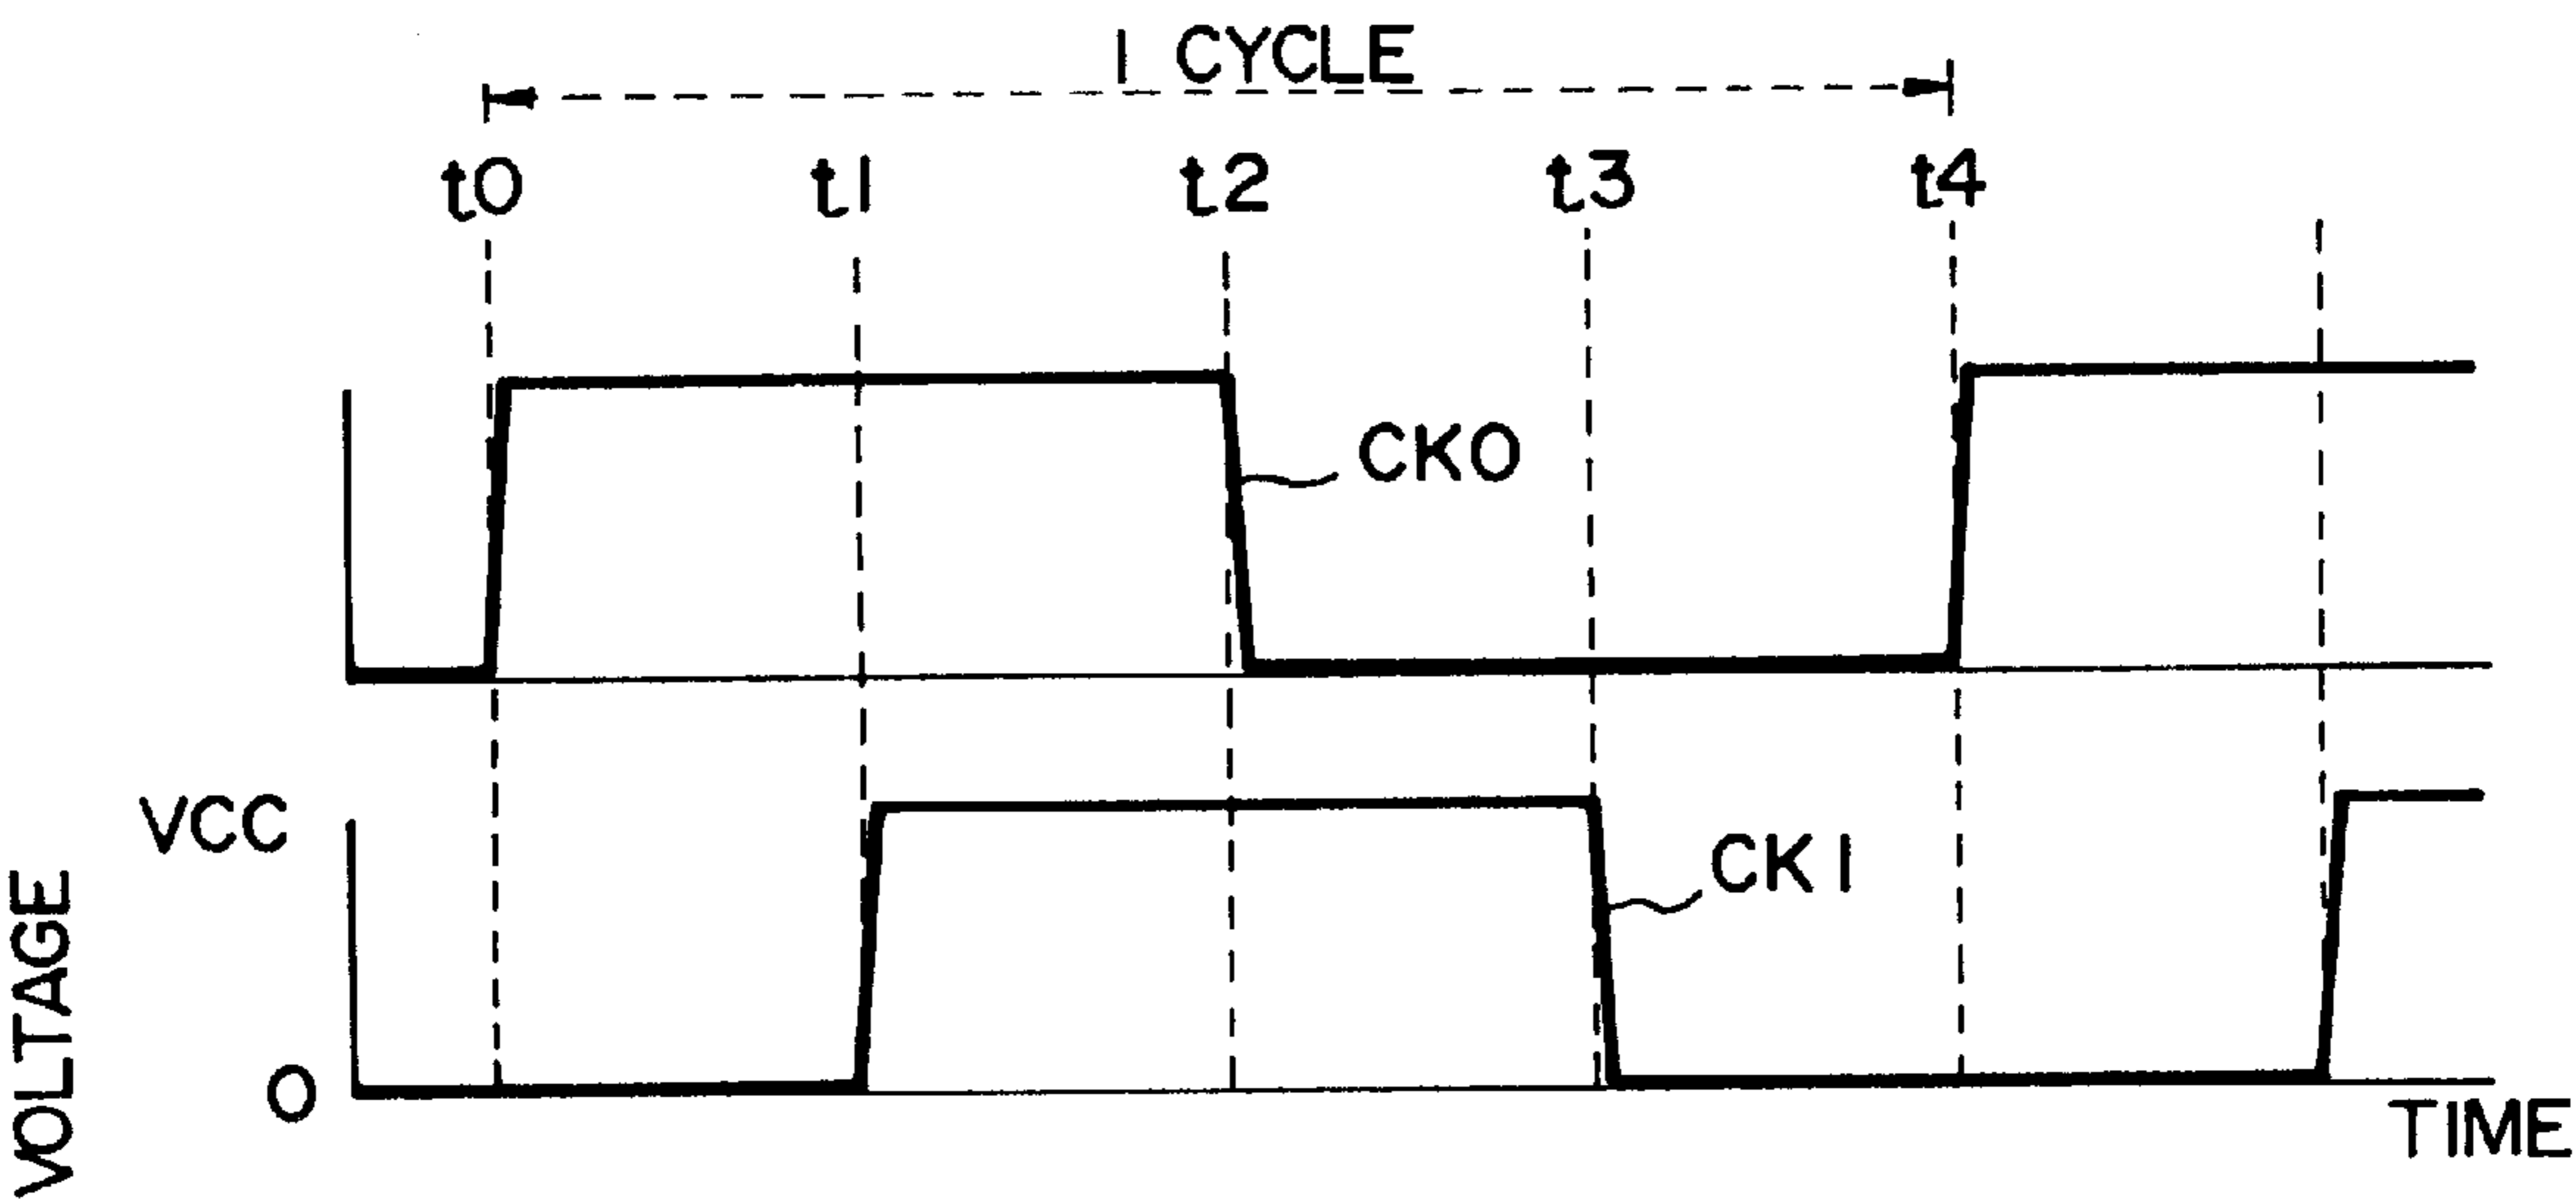 1 CYCLE
t0 t1 t2 t3 t4
CK0
VCC
CK1
VOLTAGE
0
TIME